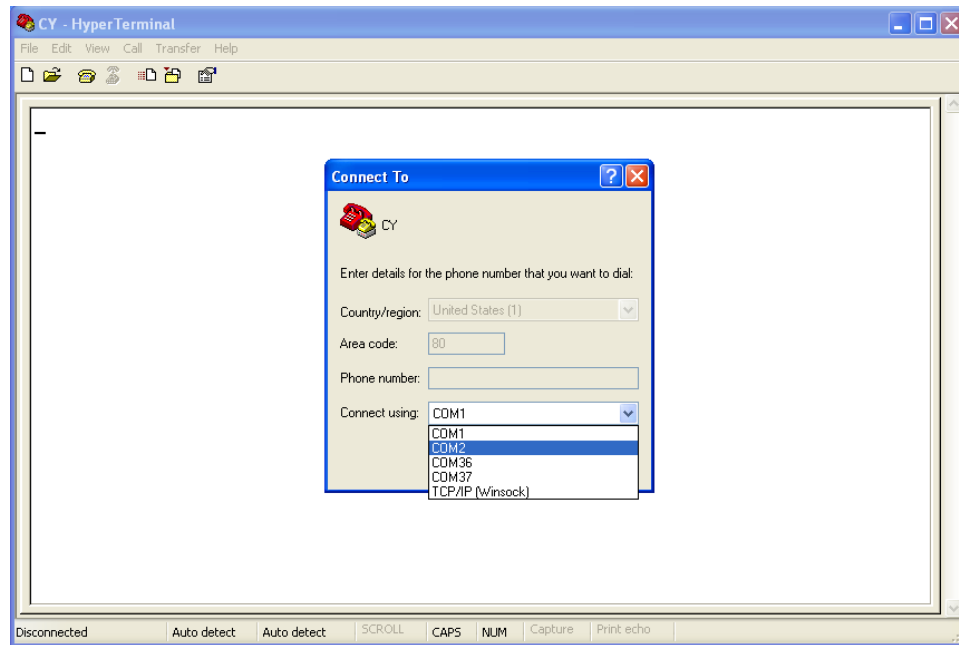 CY - HyperTerminal
File Edit View Call Transfer Help
Connect To
CY
Enter details for the phone number that you want to dial:
Country/region: United States (1)
Area code: 80
Phone number:
Connect using: COM1
COM1
COM2
COM36
COM37
TCP/IP (Winsock)
Disconnected Auto detect Auto detect SCROLL CAPS NUM Capture Print echo